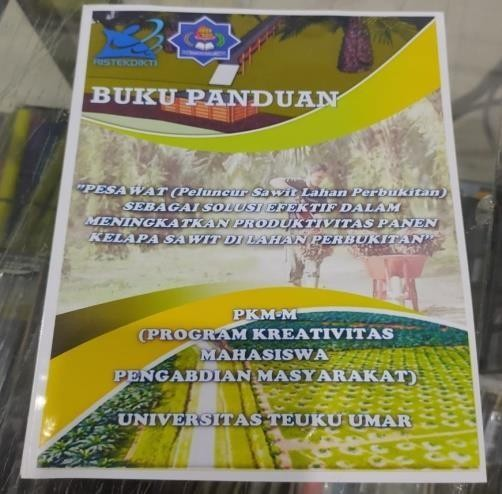 RISTEKDIKTI
BUKU PANDUAN
"PESAWAT (Peluncur Sawit Lahan Perbukitan)
SEBAGAI SOLUSI EFEKTIF DALAM
MENINGKATKAN PRODUKTIVITAS PANEN
KELAPA SAWIT DI LAHAN PERBUKITAN"
PKM-M
(PROGRAM KREATIVITAS
MAHASISWA
PENGABDIAN MASYARAKAT)
UNIVERSITAS TEUKU UMAR